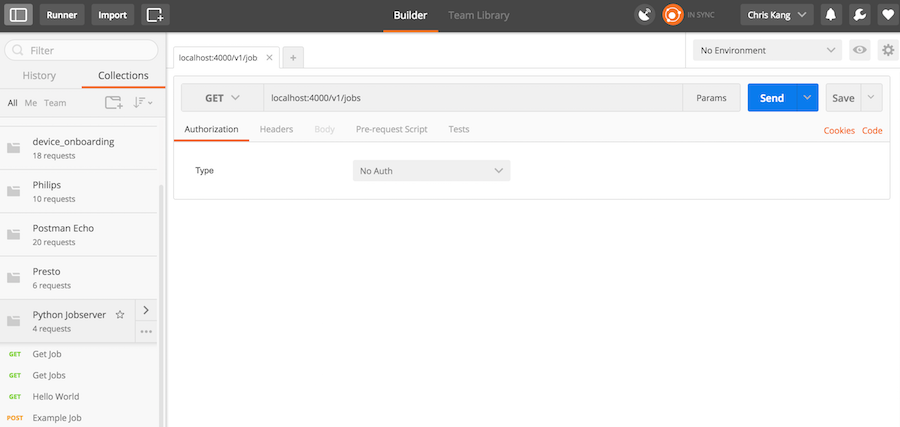 Runner Import Builder Team Library IN SYNC Chris Kang
Filter
History Collections
All Me Team
device_onboarding
18 requests
Philips
10 requests
Postman Echo
20 requests
Presto
6 requests
Python Jobserver
4 requests
GET Get Job
GET Get Jobs
GET Hello World
POST Example Job
localhost:4000/v1/job
No Environment
GET localhost:4000/v1/jobs Params Send Save
Authorization Headers Body Pre-request Script Tests Cookies Code
Type No Auth